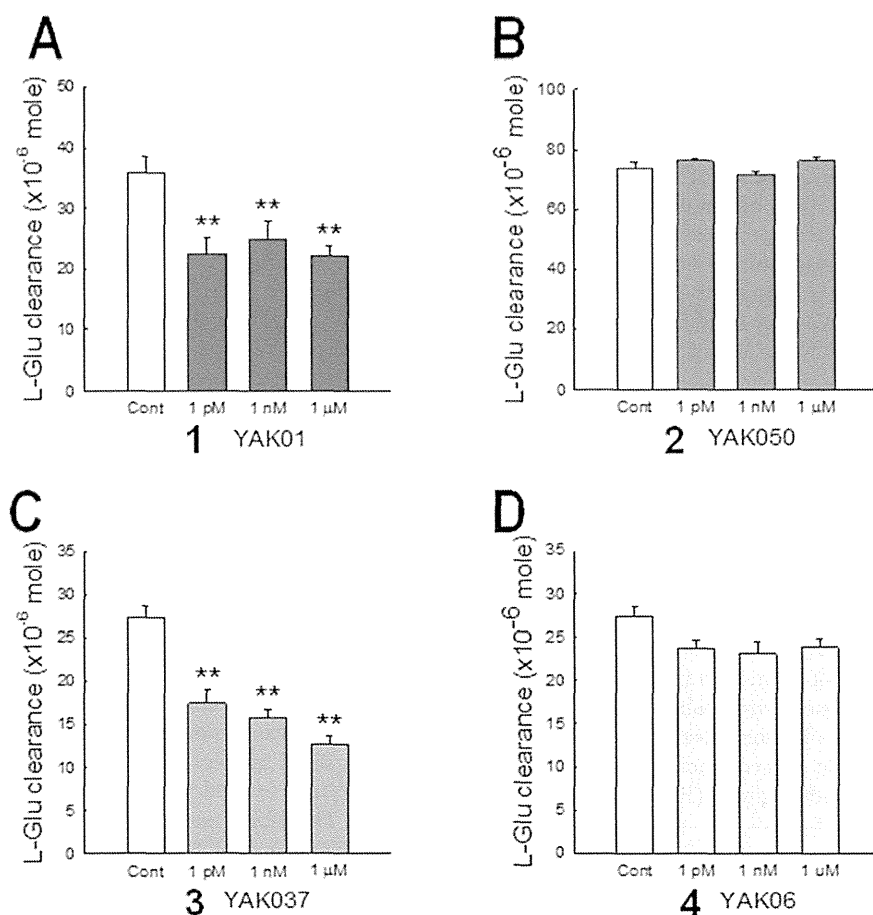 A
L-Glu clearance (x10⁻⁶ mole)
50
40
30
20
10
0
**
**
**
Cont 1 pM 1 nM 1 µM
1 YAK01
B
L-Glu clearance (x10⁻⁶ mole)
100
80
60
40
20
0
Cont 1 pM 1 nM 1 µM
2 YAK050
C
L-Glu clearance (x10⁻⁶ mole)
35
30
25
20
15
10
5
0
**
**
**
Cont 1 pM 1 nM 1 µM
3 YAK037
D
L-Glu clearance (x10⁻⁶ mole)
35
30
25
20
15
10
5
0
Cont 1 pM 1 nM 1 uM
4 YAK06